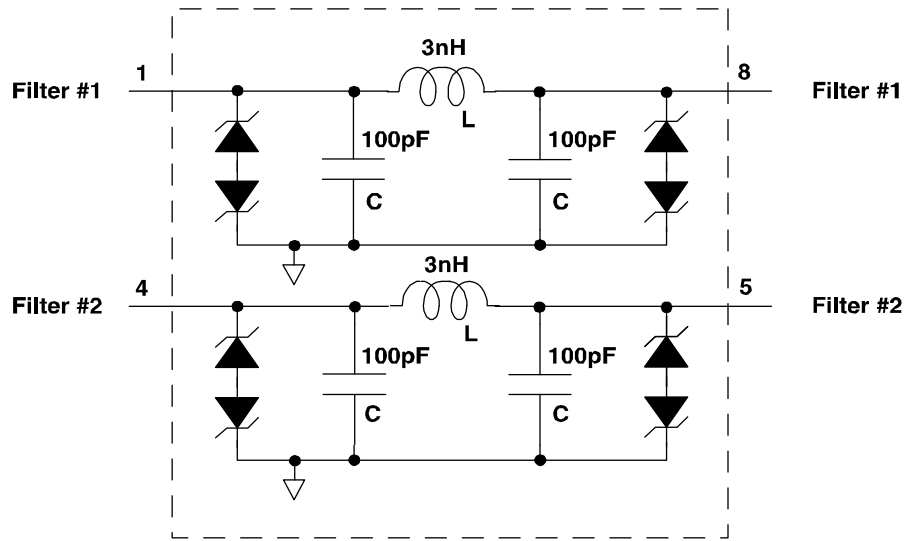 3nH
1
8
Filter #1
Filter #1
L
100pF
100pF
C
C
3nH
4
5
Filter #2
Filter #2
L
100pF
100pF
C
C